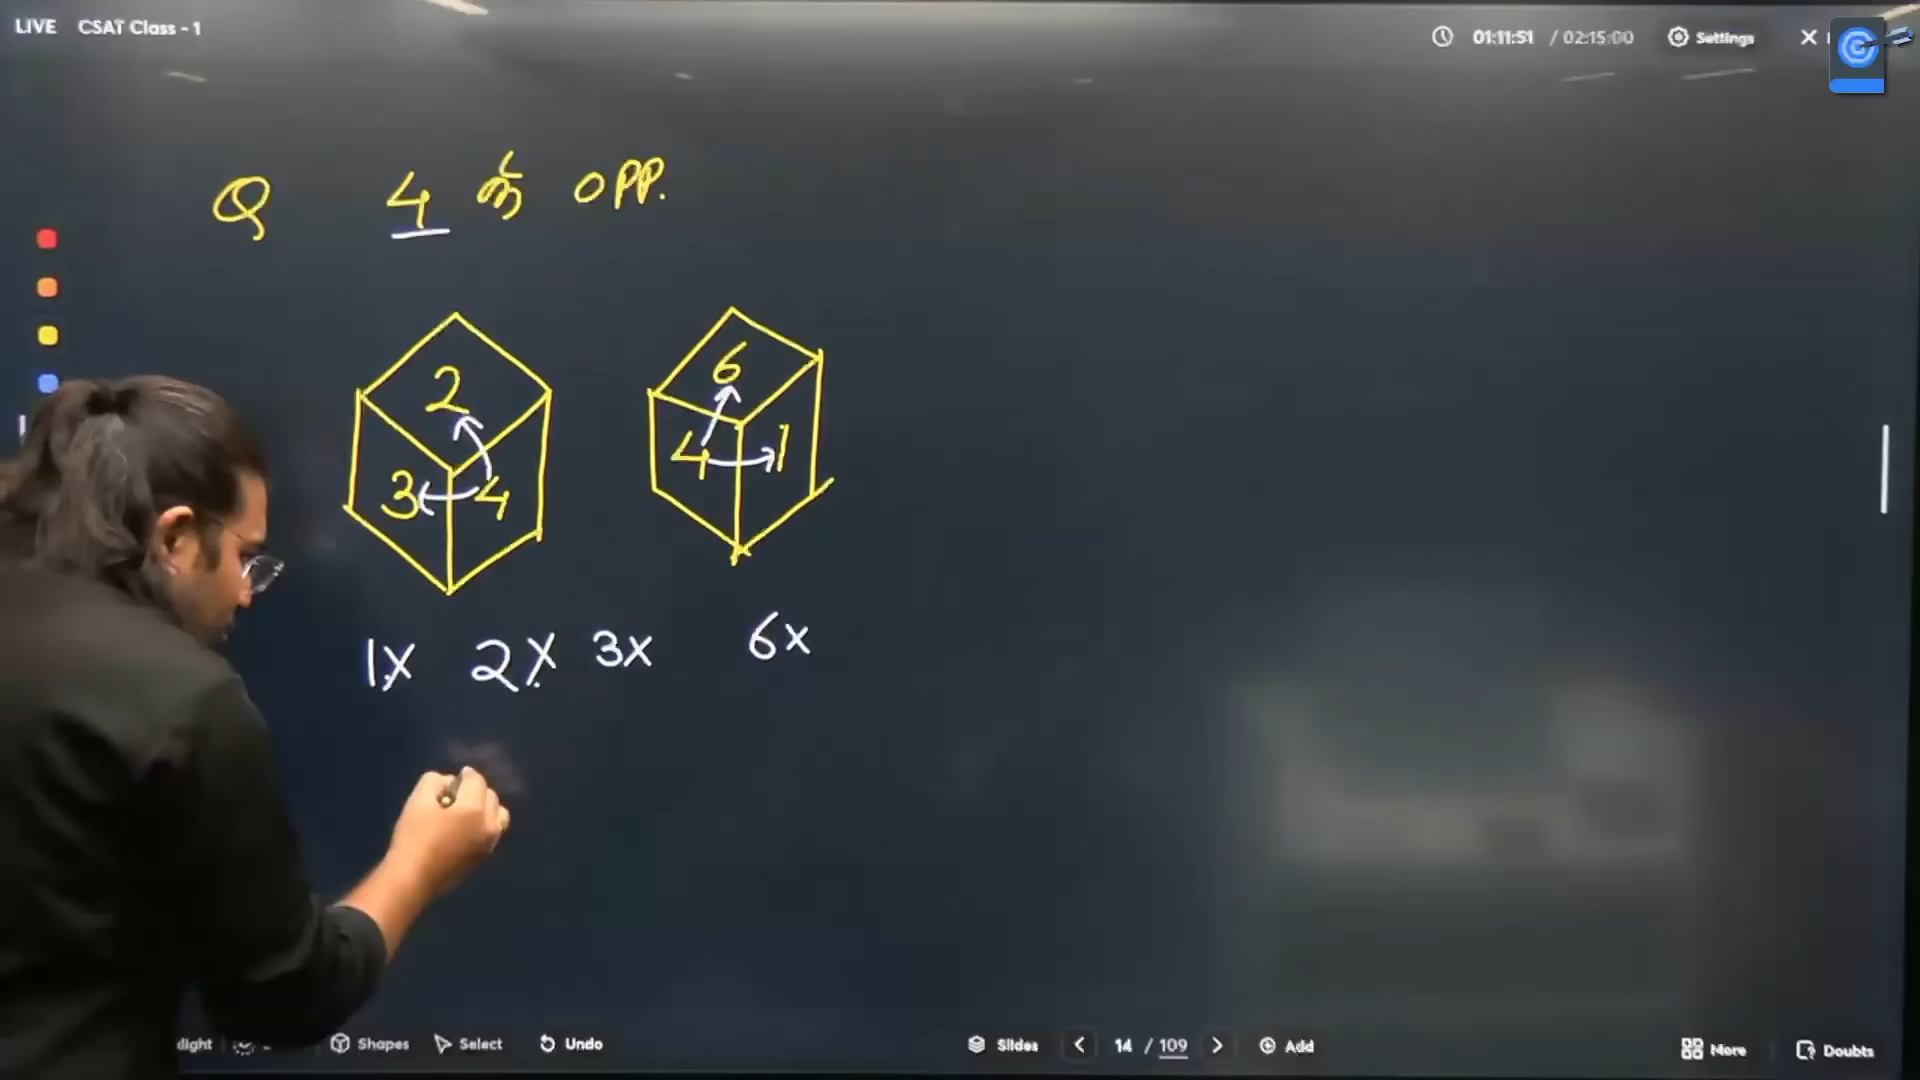 LIVE CSAT Class - 1 01:11:51 / 02:15:00 Settings
Q 4 के OPP.
2 6
3 4 4 1
1x 2x 3x 6x
Shapes Select Undo Slides 14 / 109 Add More Doubts